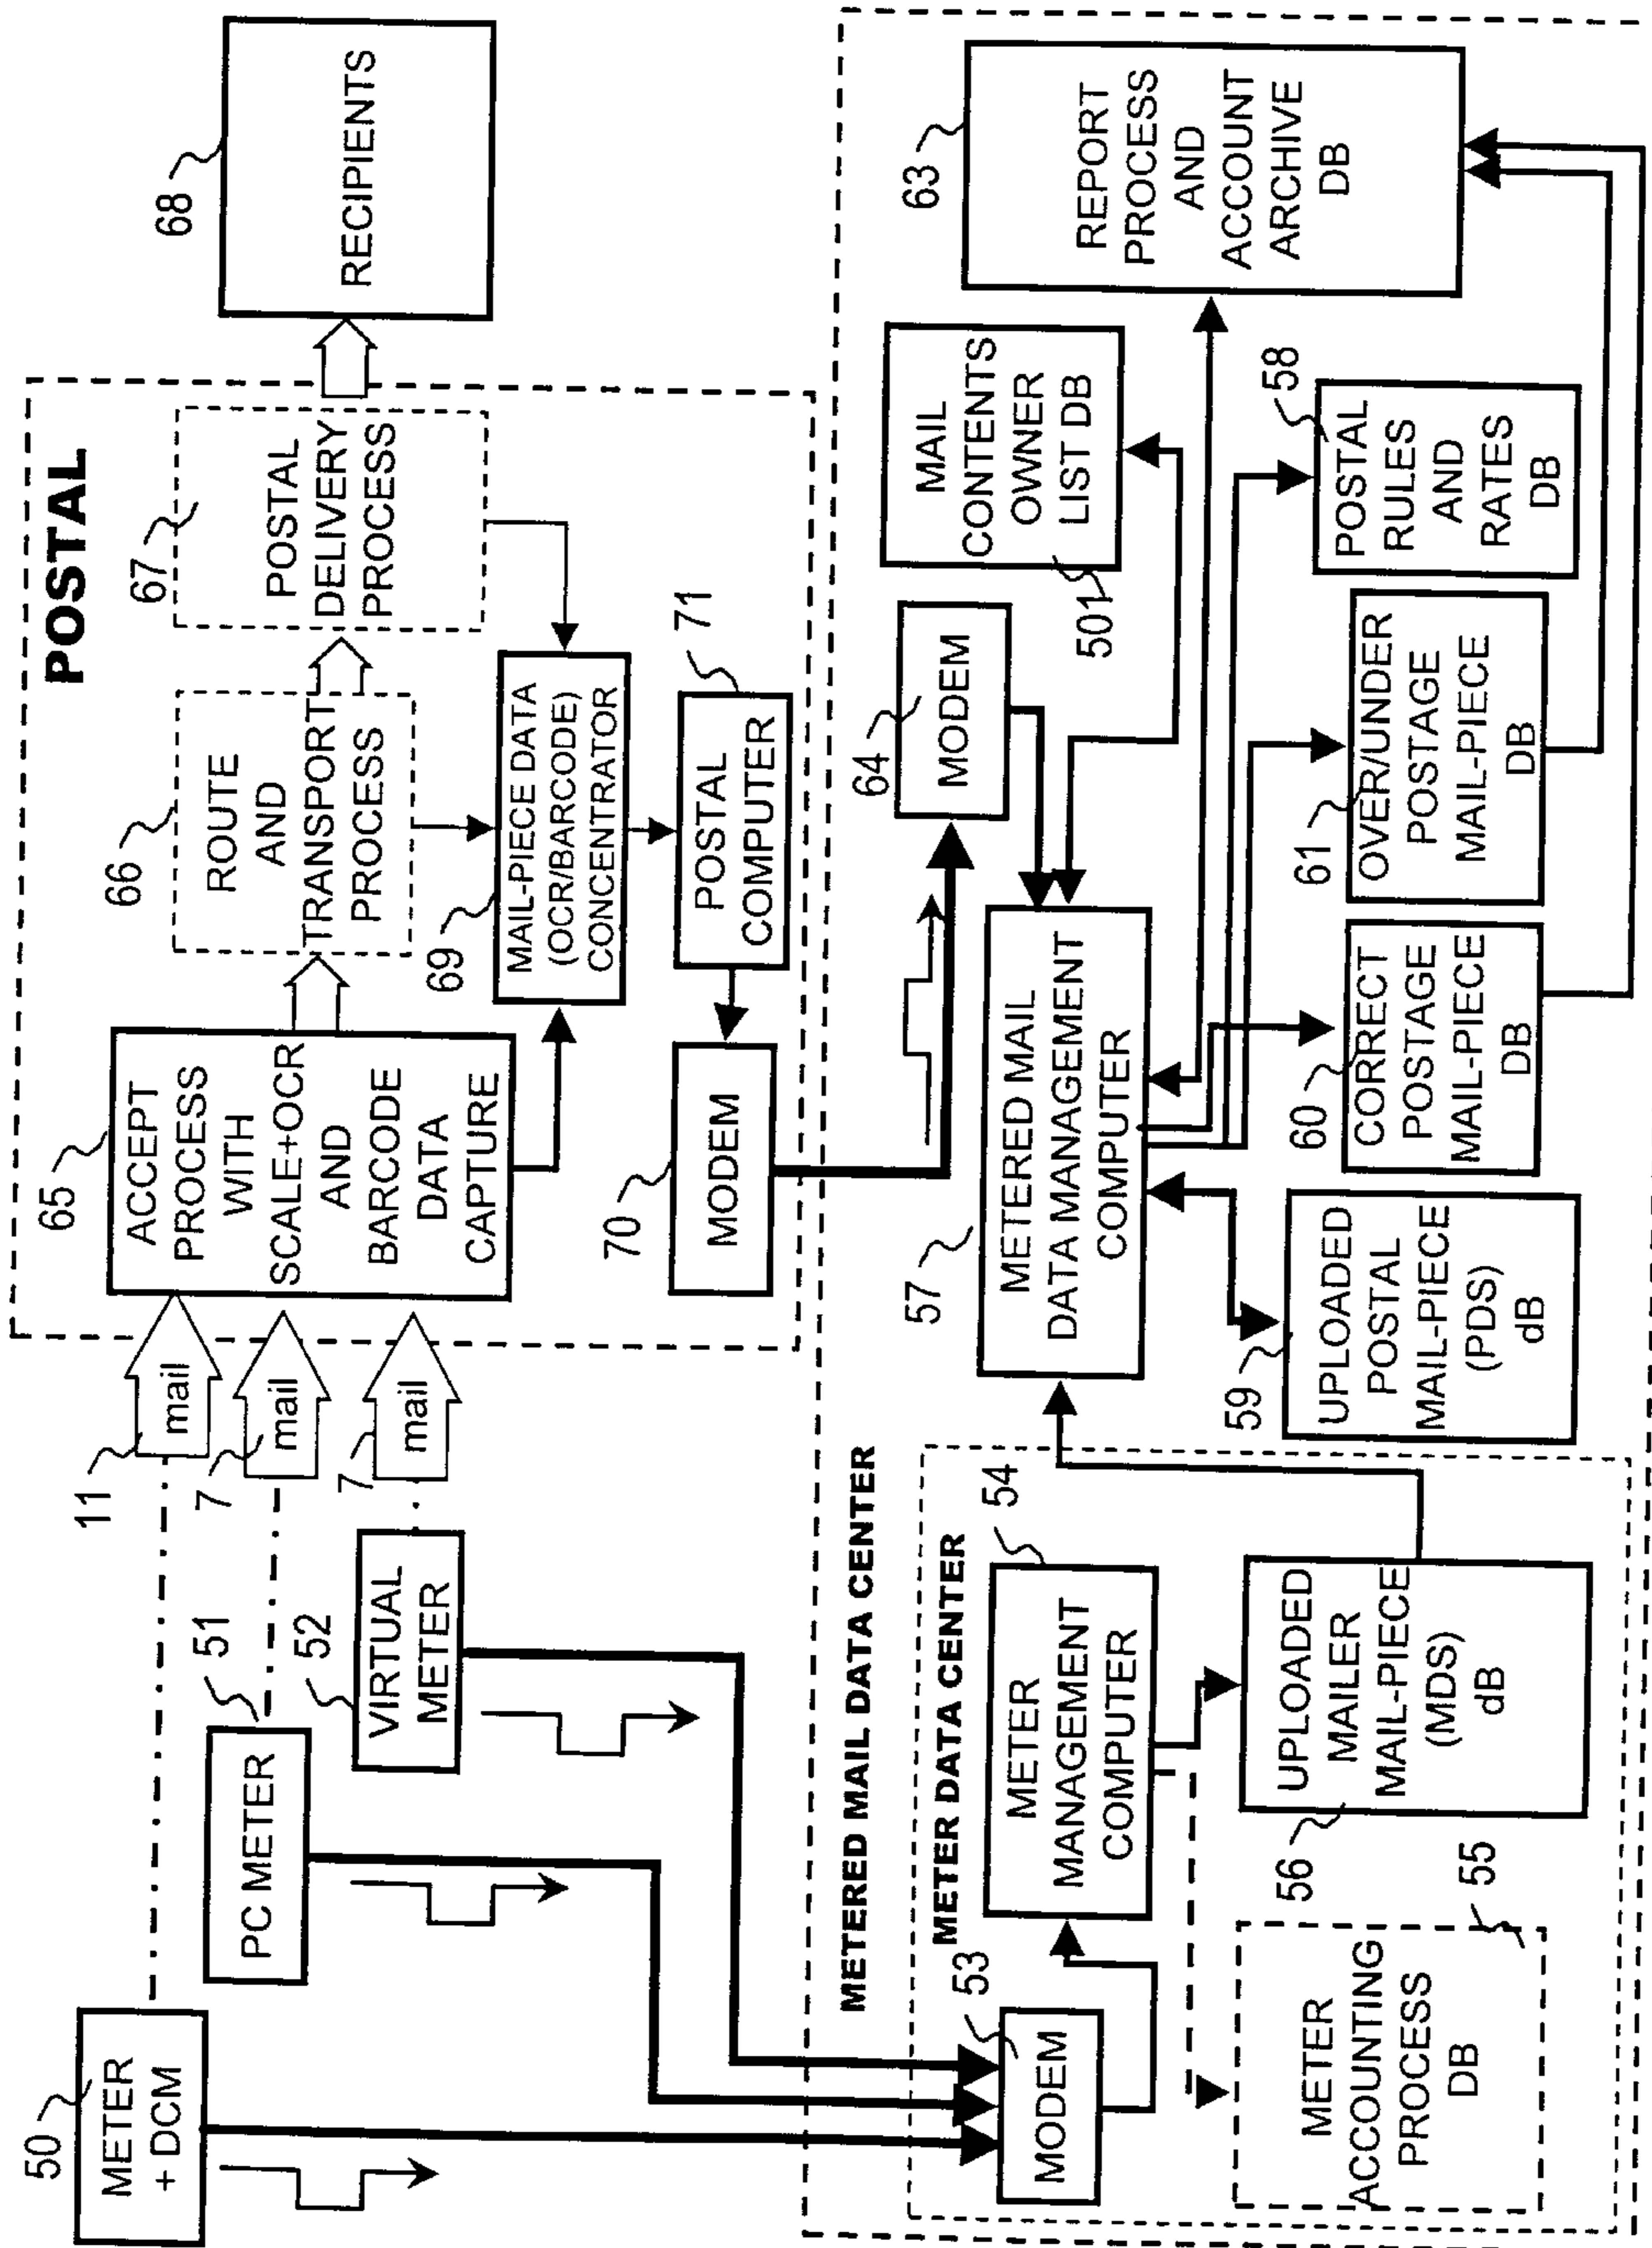 50
METER
+ DCM
51
PC METER
52
VIRTUAL
METER
11
mail
7
mail
7
mail
POSTAL
65
ACCEPT
PROCESS
WITH
SCALE+OCR
AND
BARCODE
DATA
CAPTURE
66
ROUTE
AND
TRANSPORT
PROCESS
67
POSTAL
DELIVERY
PROCESS
68
RECIPIENTS
69
MAIL-PIECE DATA
(OCR/BARCODE)
CONCENTRATOR
70
MODEM
71
POSTAL
COMPUTER
METERED MAIL DATA CENTER
METER DATA CENTER
53
MODEM
54
METER
MANAGEMENT
COMPUTER
METER
ACCOUNTING
PROCESS
DB
55
56
UPLOADED
MAILER
MAIL-PIECE
(MDS)
dB
57
METERED MAIL
DATA MANAGEMENT
COMPUTER
64
MODEM
MAIL
CONTENTS
OWNER
LIST DB
501
63
REPORT
PROCESS
AND
ACCOUNT
ARCHIVE
DB
59
UPLOADED
POSTAL
MAIL-PIECE
(PDS)
dB
60
CORRECT
POSTAGE
MAIL-PIECE
DB
61
OVER/UNDER
POSTAGE
MAIL-PIECE
DB
58
POSTAL
RULES
AND
RATES
DB